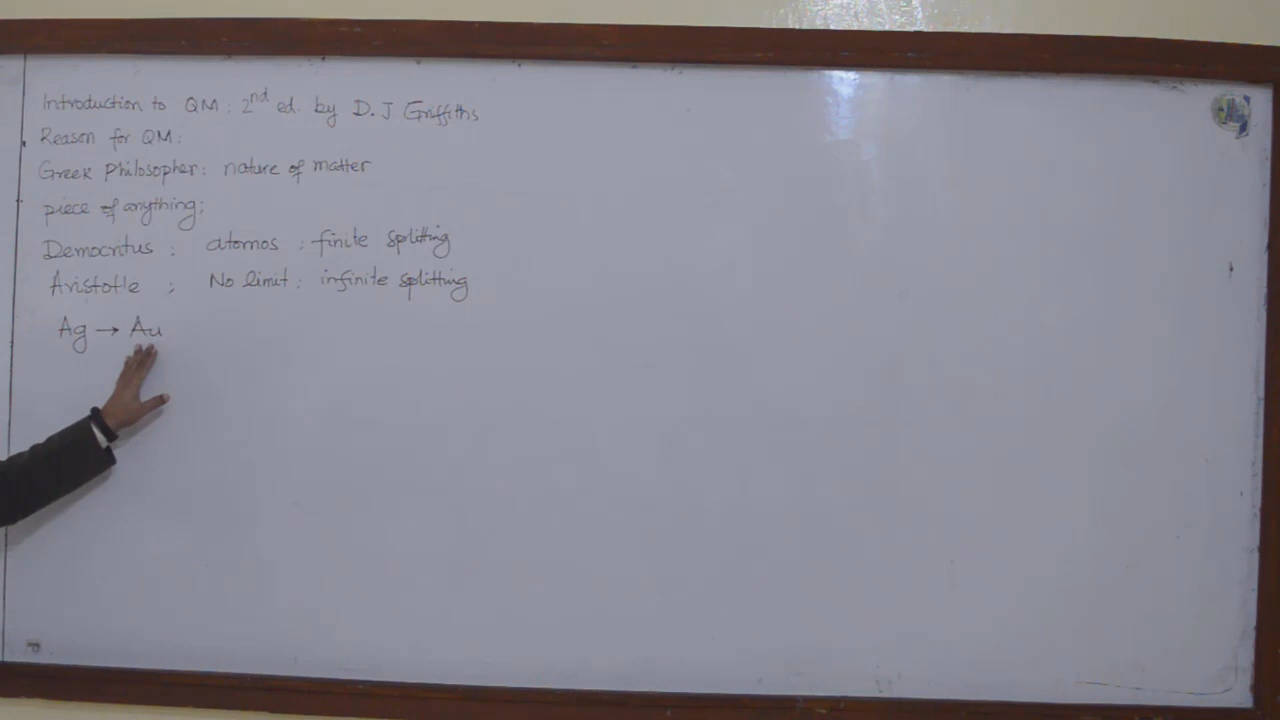 Introduction to QM: 2nd ed. by D. J. Griffiths
Reason for QM:
Greek Philosopher: nature of matter
piece of anything;
Democritus : atomos : finite splitting
Aristotle ; No limit : infinite splitting
Ag → Au